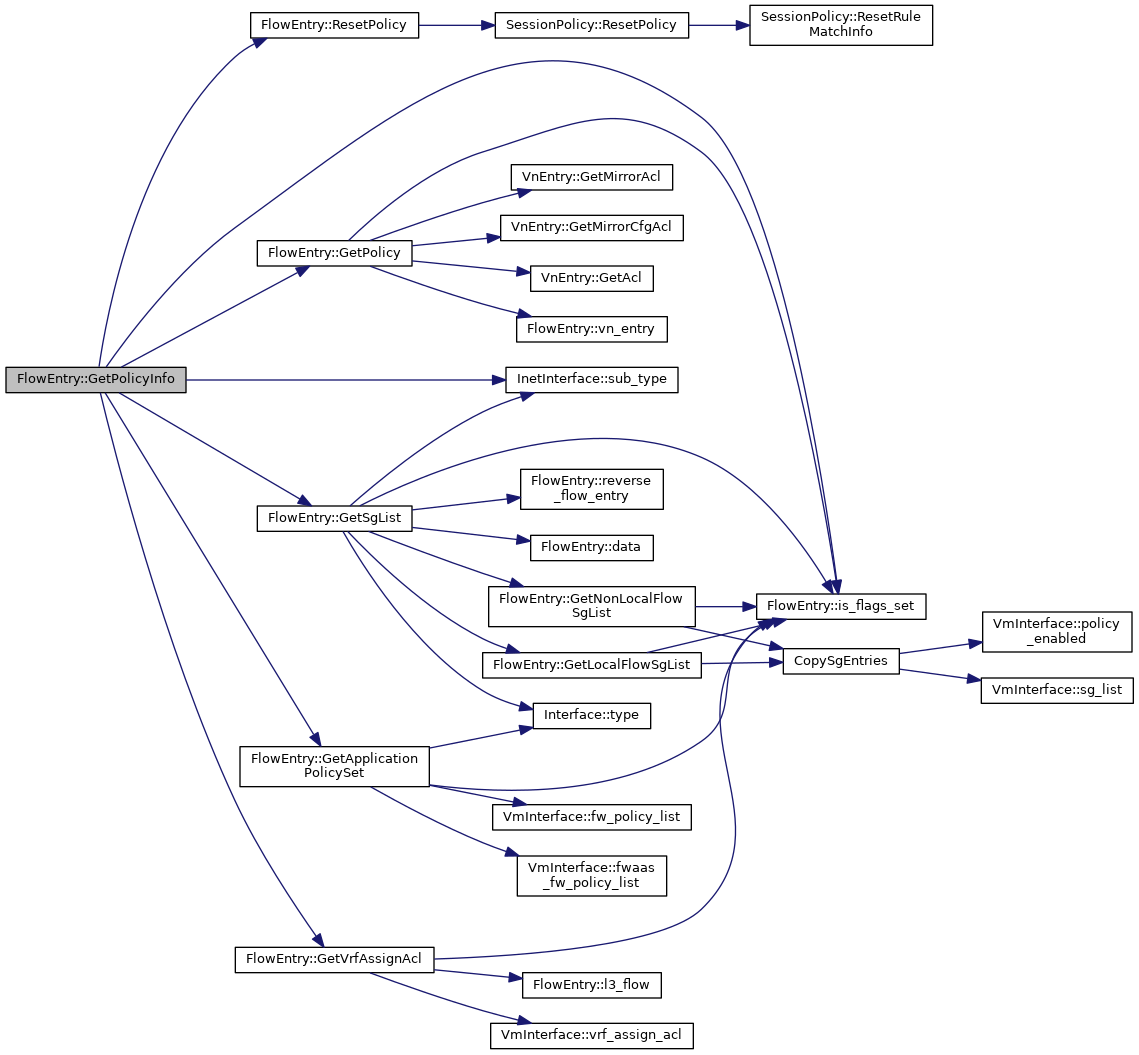 FlowEntry::ResetPolicy
SessionPolicy::ResetPolicy
SessionPolicy::ResetRule
MatchInfo
VnEntry::GetMirrorAcl
VnEntry::GetMirrorCfgAcl
FlowEntry::GetPolicy
VnEntry::GetAcl
FlowEntry::vn_entry
FlowEntry::GetPolicyInfo
InetInterface::sub_type
FlowEntry::reverse
_flow_entry
FlowEntry::GetSgList
FlowEntry::data
FlowEntry::GetNonLocalFlow
SgList
FlowEntry::is_flags_set
VmInterface::policy
_enabled
FlowEntry::GetLocalFlowSgList
CopySgEntries
VmInterface::sg_list
Interface::type
FlowEntry::GetApplication
PolicySet
VmInterface::fw_policy_list
VmInterface::fwaas
_fw_policy_list
FlowEntry::GetVrfAssignAcl
FlowEntry::l3_flow
VmInterface::vrf_assign_acl